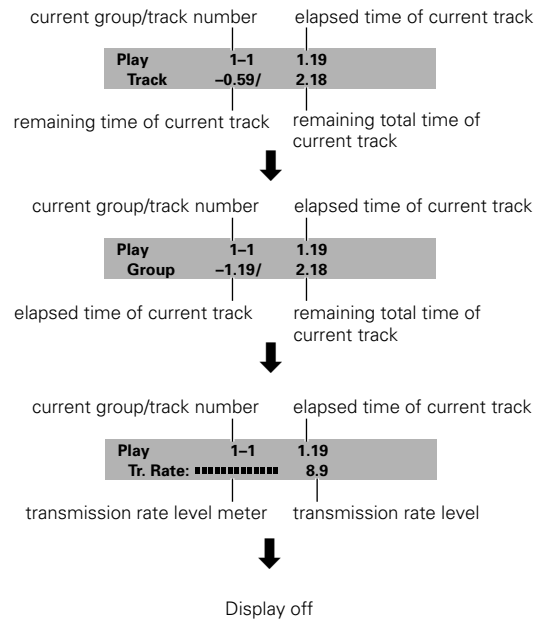 current group/track number elapsed time of current track
Play 1–1 1.19
Track –0.59/ 2.18
remaining time of current track remaining total time of
current track
current group/track number elapsed time of current track
Play 1–1 1.19
Group –1.19/ 2.18
elapsed time of current track remaining total time of
current track
current group/track number elapsed time of current track
Play 1–1 1.19
Tr. Rate: 8.9
transmission rate level meter transmission rate level
Display off